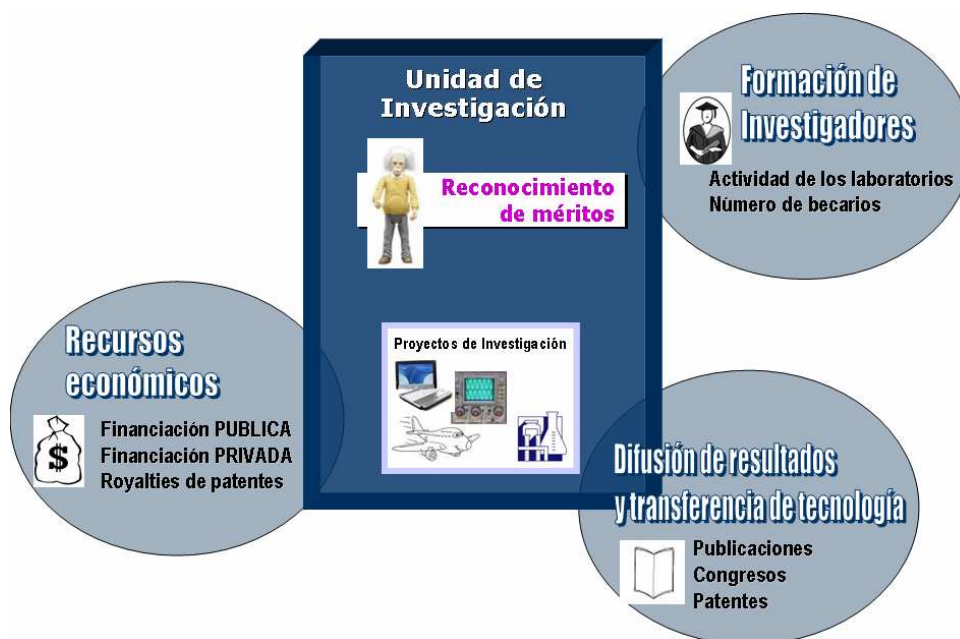 Unidad de
Investigación
Reconocimiento
de méritos
Proyectos de Investigación
Formación de
Investigadores
Actividad de los laboratorios
Número de becarios
Recursos
económicos
$
Financiación PUBLICA
Financiación PRIVADA
Royalties de patentes
Difusión de resultados
y transferencia de tecnología
Publicaciones
Congresos
Patentes